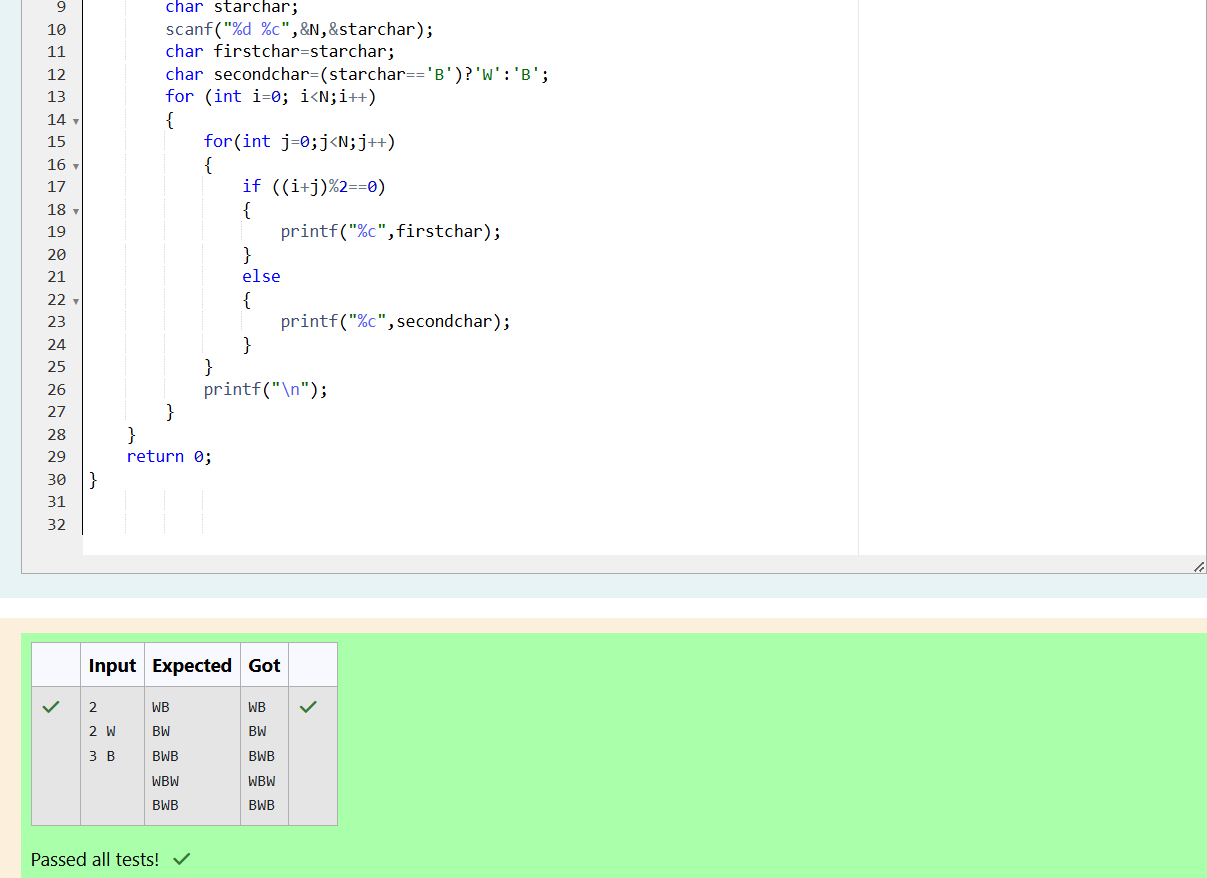 9 char starchar;
10 scanf("%d %c",&N,&starchar);
11 char firstchar=starchar;
12 char secondchar=(starchar=='B')?'W':'B';
13 for (int i=0; i<N;i++)
14 {
15 for(int j=0;j<N;j++)
16 {
17 if ((i+j)%2==0)
18 {
19 printf("%c",firstchar);
20 }
21 else
22 {
23 printf("%c",secondchar);
24 }
25 }
26 printf("\n");
27 }
28 }
29 return 0;
30 }
31
32
Input Expected Got
2 WB WB
2 W BW BW
3 B BWB BWB
WBW WBW
BWB BWB
Passed all tests!